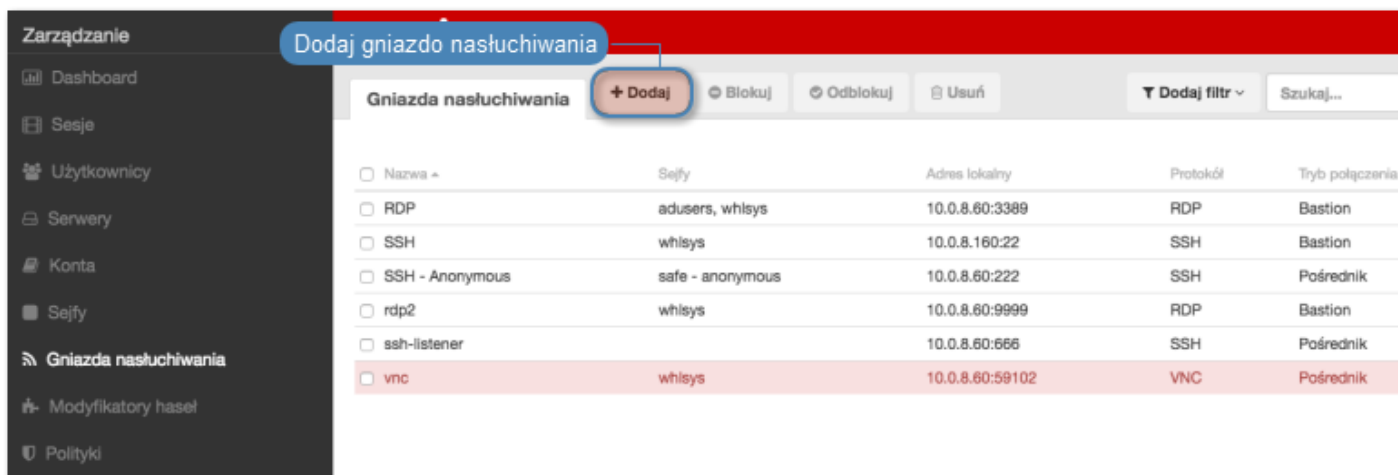 Zarządzanie
Dodaj gniazdo nasłuchiwania
Dashboard
Sesje
Użytkownicy
Serwery
Konta
Sejfy
Gniazda nasłuchiwania
Modyfikatory haseł
Polityki
Gniazda nasłuchiwania + Dodaj Blokuj Odblokuj Usuń Dodaj filtr Szukaj...
Nazwa Sejfy Adres lokalny Protokół Tryb połączenia
RDP adusers, whlsys 10.0.8.60:3389 RDP Bastion
SSH whlsys 10.0.8.160:22 SSH Bastion
SSH - Anonymous safe - anonymous 10.0.8.60:222 SSH Pośrednik
rdp2 whlsys 10.0.8.60:9999 RDP Bastion
ssh-listener 10.0.8.60:666 SSH Pośrednik
vnc whlsys 10.0.8.60:59102 VNC Pośrednik